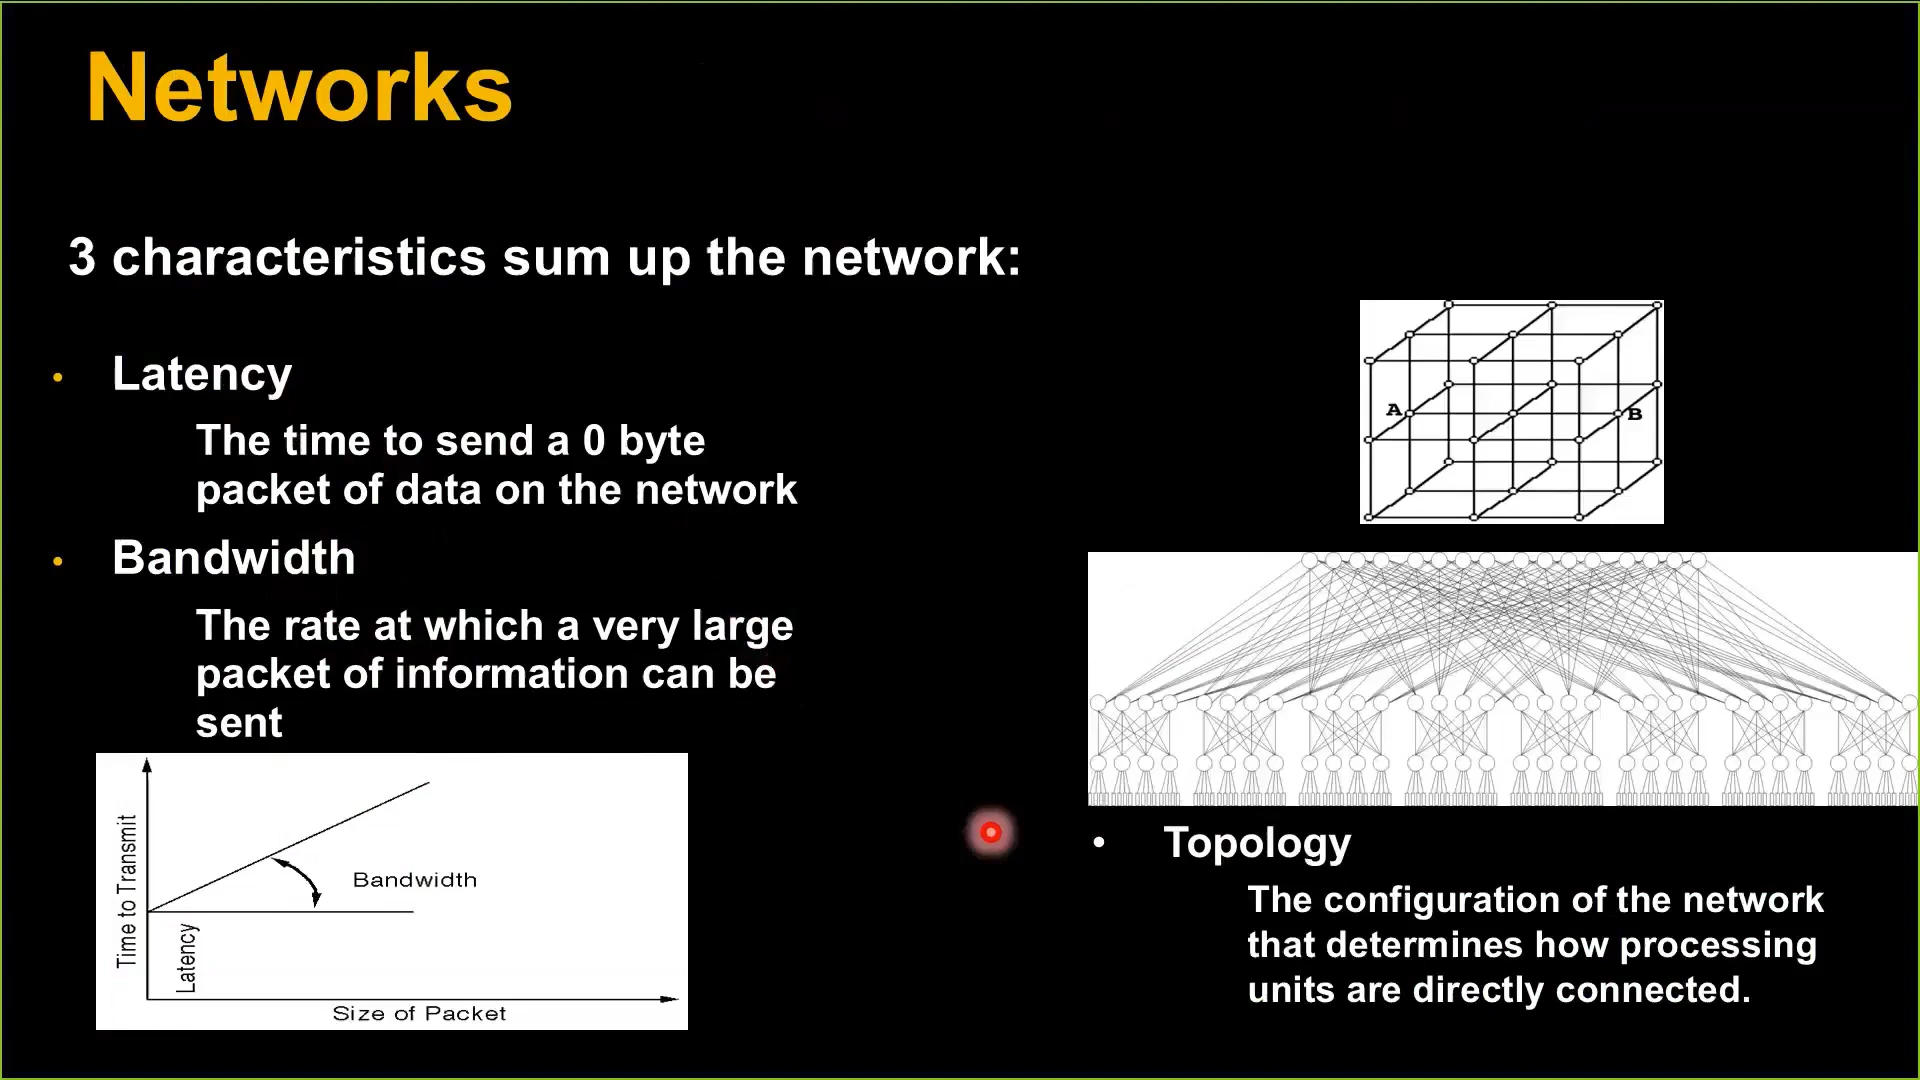 Networks
3 characteristics sum up the network:
• Latency
The time to send a 0 byte
packet of data on the network
• Bandwidth
The rate at which a very large
packet of information can be
sent
Time to Transmit
Latency
Bandwidth
Size of Packet
A
B
• Topology
The configuration of the network
that determines how processing
units are directly connected.